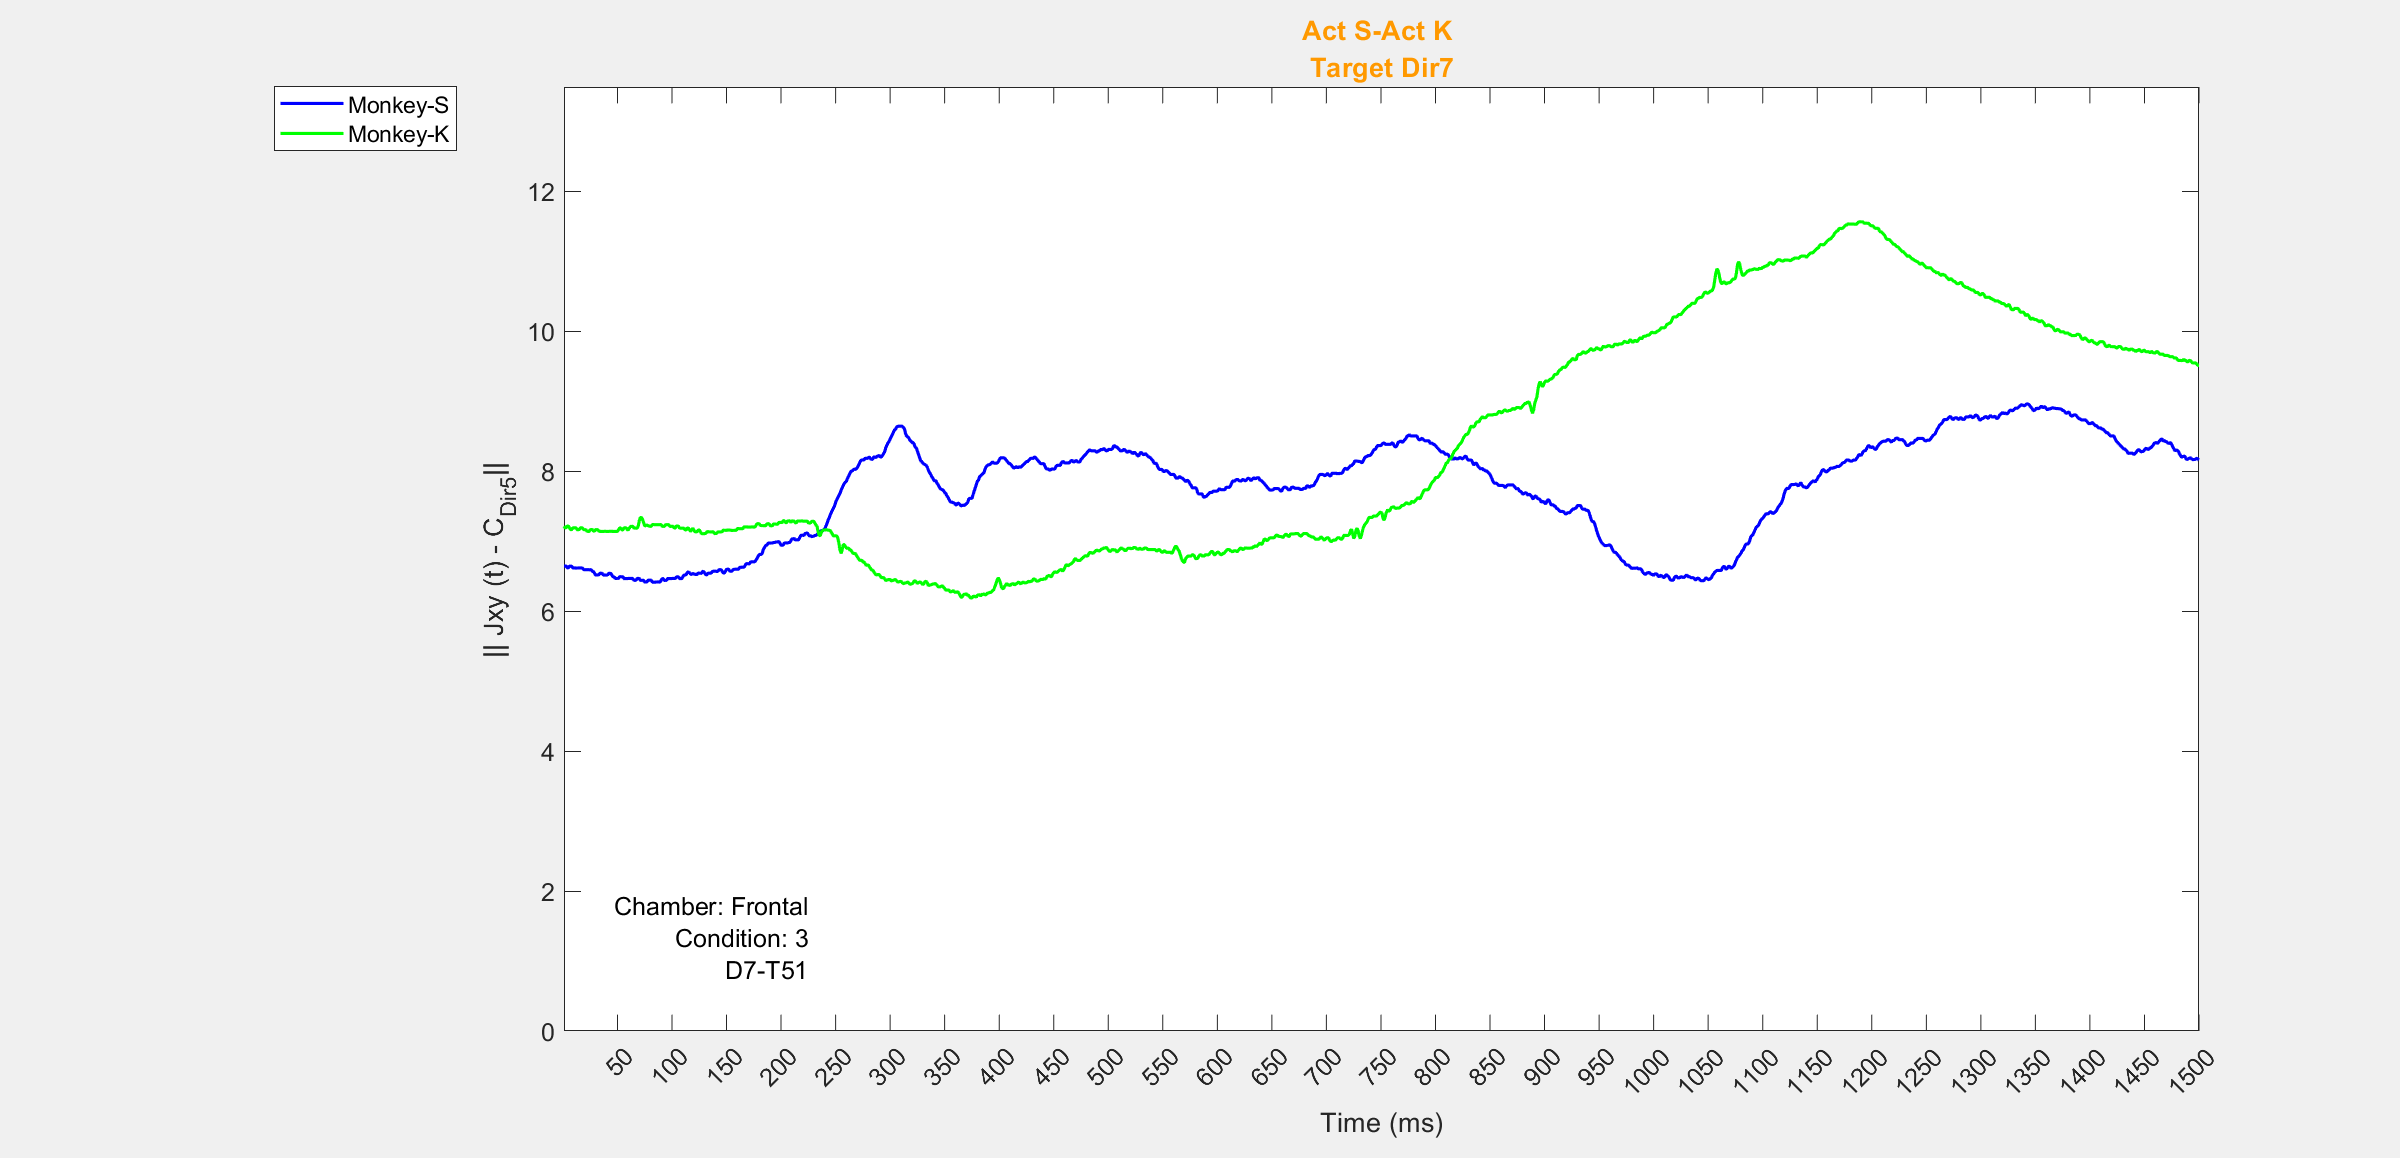 Act S-Act K
Target Dir7
Monkey-S
Monkey-K
|| Jxy (t) - C_Dir5||
12
10
8
6
4
2
0
Chamber: Frontal
Condition: 3
D7-T51
50 100 150 200 250 300 350 400 450 500 550 600 650 700 750 800 850 900 950 1000 1050 1100 1150 1200 1250 1300 1350 1400 1450 1500
Time (ms)